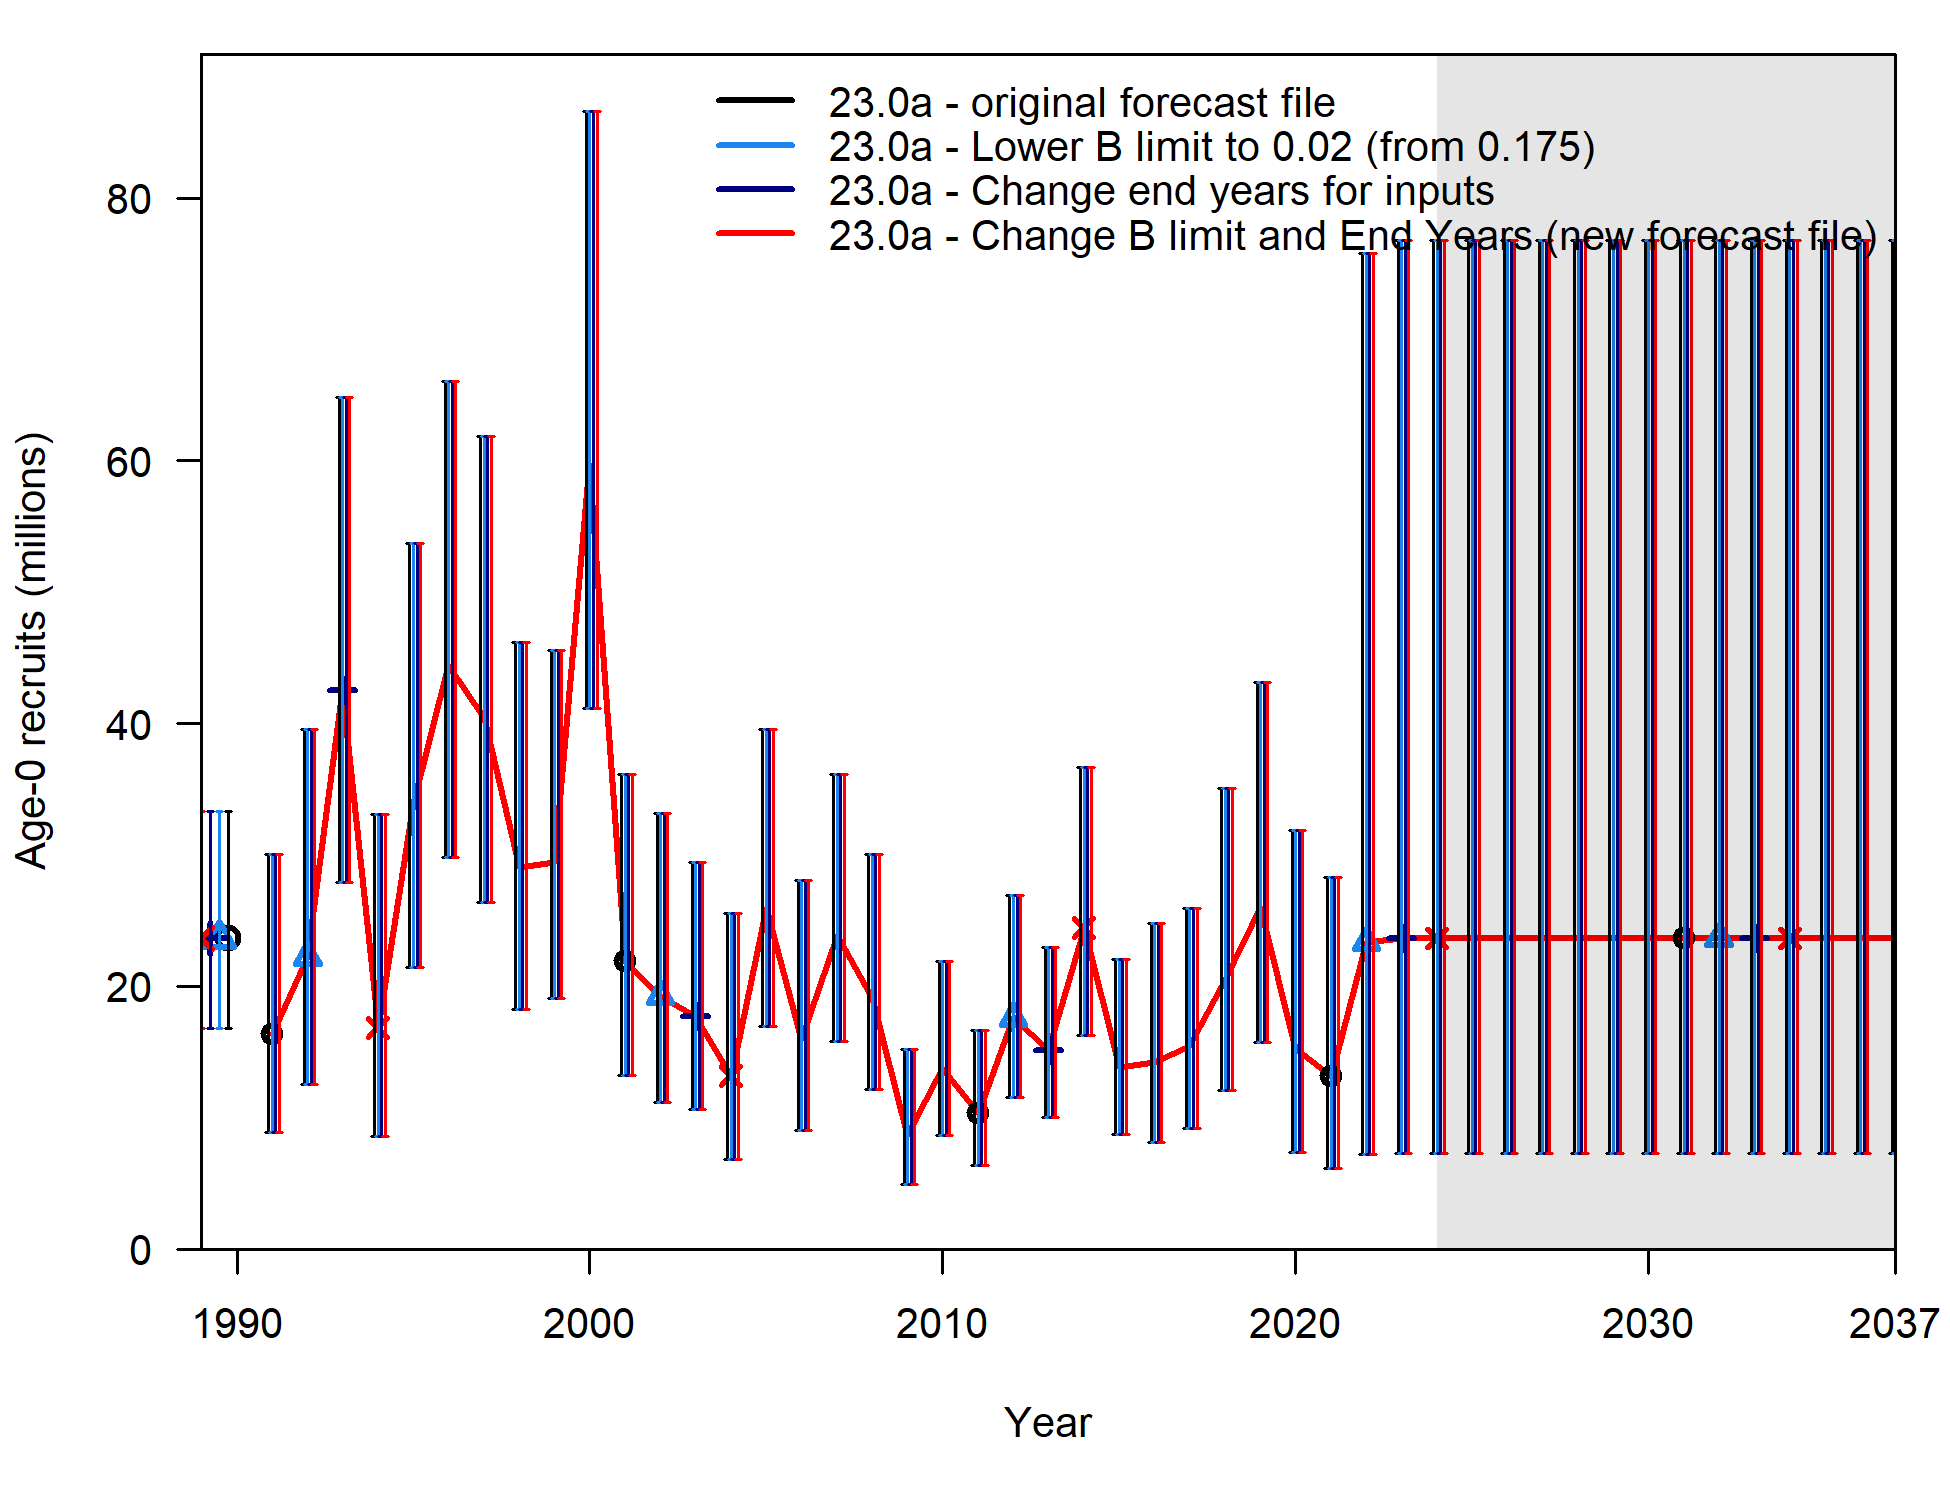 23.0a - original forecast file
23.0a - Lower B limit to 0.02 (from 0.175)
23.0a - Change end years for inputs
23.0a - Change B limit and End Years (new forecast file)
80
60
40
20
0
Age-0 recruits (millions)
1990 2000 2010 2020 2030 2037
Year